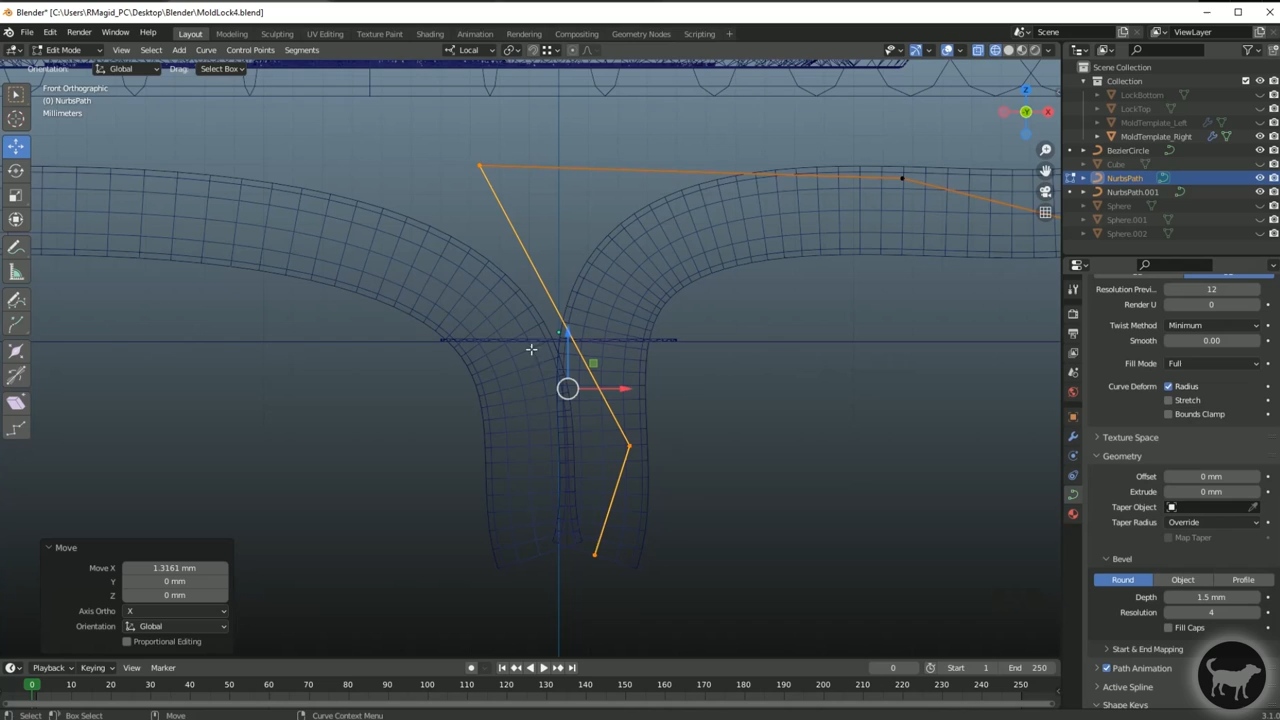 Blender* [C:\Users\RMagid_PC\Desktop\Blender\MoldLock4.blend]
File Edit Render Window Help Layout Modeling Sculpting UV Editing Texture Paint Shading Animation Rendering Compositing Geometry Nodes Scripting + Scene ViewLayer
Edit Mode View Select Add Curve Control Points Segments Local
Orientation: Global Drag: Select Box
Front Orthographic
(0) NurbsPath
Millimeters
Z
Y
X
Scene Collection
Collection
LockBottom
LockTop
MoldTemplate_Left
MoldTemplate_Right
BezierCircle
Cube
NurbsPath
NurbsPath.001
Sphere
Sphere.001
Sphere.002
Resolution Previ... 12
Render U 0
Twist Method Minimum
Smooth 0.00
Fill Mode Full
Curve Deform Radius
Stretch
Bounds Clamp
Texture Space
Geometry
Offset 0 mm
Extrude 0 mm
Taper Object
Taper Radius Override
Map Taper
Bevel
Round Object Profile
Depth 1.5 mm
Resolution 4
Fill Caps
Start & End Mapping
Path Animation
Active Spline
Shape Keys
Move
Move X 1.3161 mm
Y 0 mm
Z 0 mm
Axis Ortho X
Orientation Global
Proportional Editing
Playback Keying View Marker 0 Start 1 End 250
0 10 20 30 40 50 60 70 80 90 100 110 120 130 140 150 160 170 180 190 200 210 220 230 240 250
Select Box Select Move Curve Context Menu 3.1.0